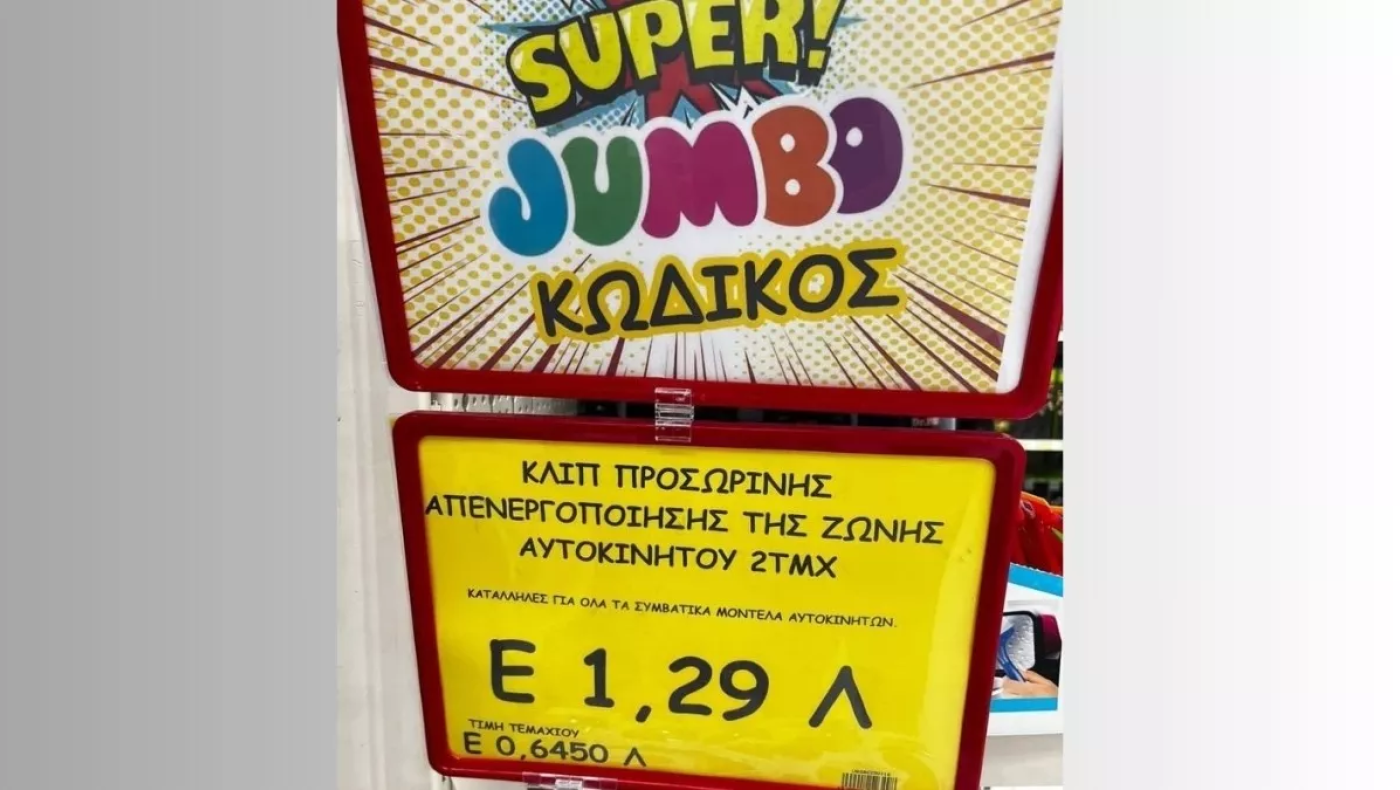 SUPER!
JUMBO
ΚΩΔΙΚΟΣ
ΚΛΙΠ ΠΡΟΣΩΡΙΝΗΣ
ΑΠΕΝΕΡΓΟΠΟΙΗΣΗΣ ΤΗΣ ΖΩΝΗΣ
ΑΥΤΟΚΙΝΗΤΟΥ 2ΤΜΧ
ΚΑΤΑΛΛΗΛΕΣ ΓΙΑ ΟΛΑ ΤΑ ΣΥΜΒΑΤΙΚΑ ΜΟΝΤΕΛΑ ΑΥΤΟΚΙΝΗΤΩΝ.
Ε 1,29 Λ
ΤΙΜΗ ΤΕΜΑΧΙΟΥ
Ε 0,6450 Λ